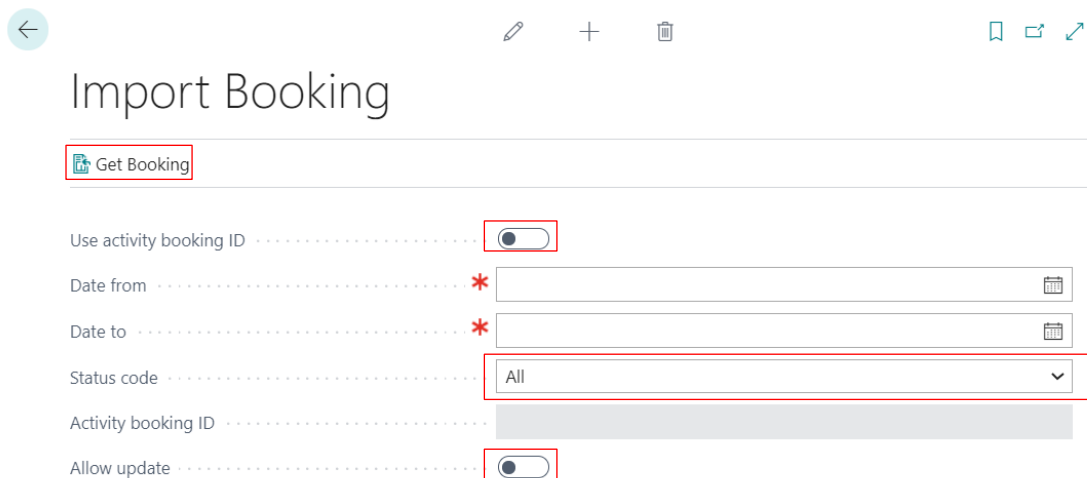 Import Booking
Get Booking
Use activity booking ID
Date from *
Date to *
Status code All
Activity booking ID
Allow update